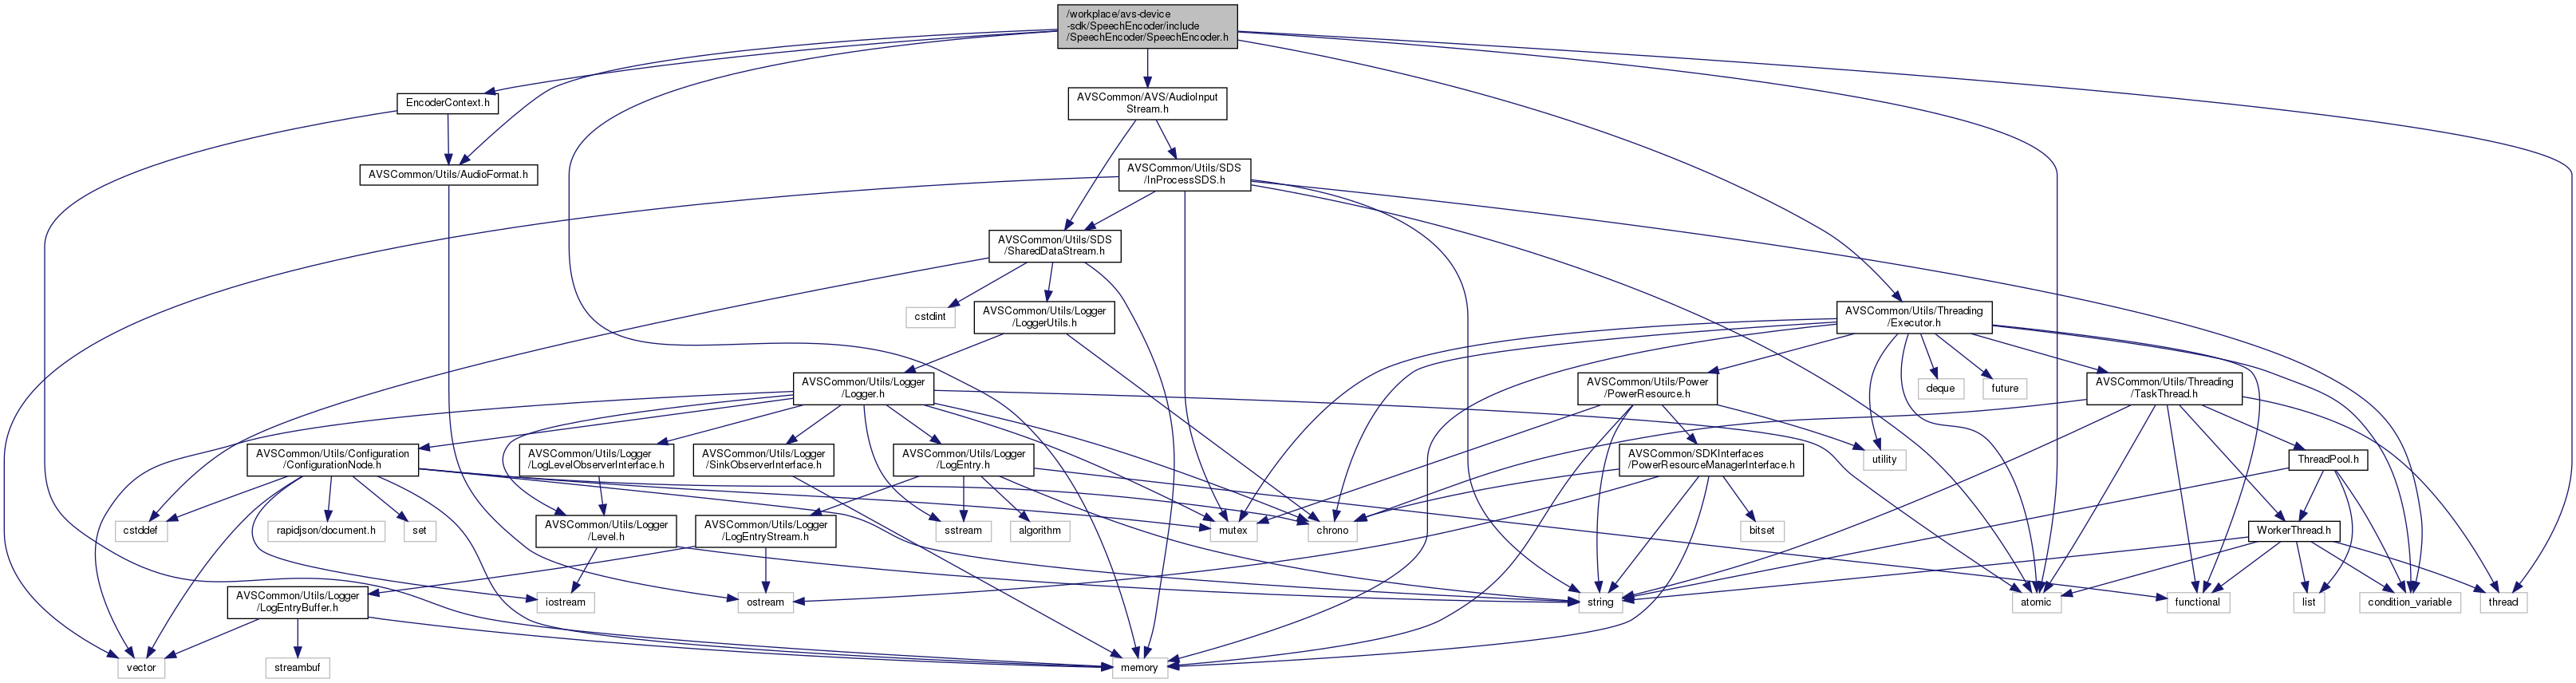 /workplace/avs-device
-sdk/SpeechEncoder/include
/SpeechEncoder/SpeechEncoder.h
EncoderContext.h
AVSCommon/AVS/AudioInput
Stream.h
AVSCommon/Utils/AudioFormat.h
AVSCommon/Utils/SDS
/InProcessSDS.h
AVSCommon/Utils/SDS
/SharedDataStream.h
cstdint
AVSCommon/Utils/Logger
/LoggerUtils.h
AVSCommon/Utils/Threading
/Executor.h
AVSCommon/Utils/Logger
/Logger.h
AVSCommon/Utils/Power
/PowerResource.h
deque
future
AVSCommon/Utils/Threading
/TaskThread.h
AVSCommon/Utils/Configuration
/ConfigurationNode.h
AVSCommon/Utils/Logger
/LogLevelObserverInterface.h
AVSCommon/Utils/Logger
/SinkObserverInterface.h
AVSCommon/Utils/Logger
/LogEntry.h
AVSCommon/SDKInterfaces
/PowerResourceManagerInterface.h
utility
ThreadPool.h
cstddef
rapidjson/document.h
set
AVSCommon/Utils/Logger
/Level.h
AVSCommon/Utils/Logger
/LogEntryStream.h
sstream
algorithm
mutex
chrono
bitset
WorkerThread.h
AVSCommon/Utils/Logger
/LogEntryBuffer.h
iostream
ostream
string
atomic
functional
list
condition_variable
thread
vector
streambuf
memory